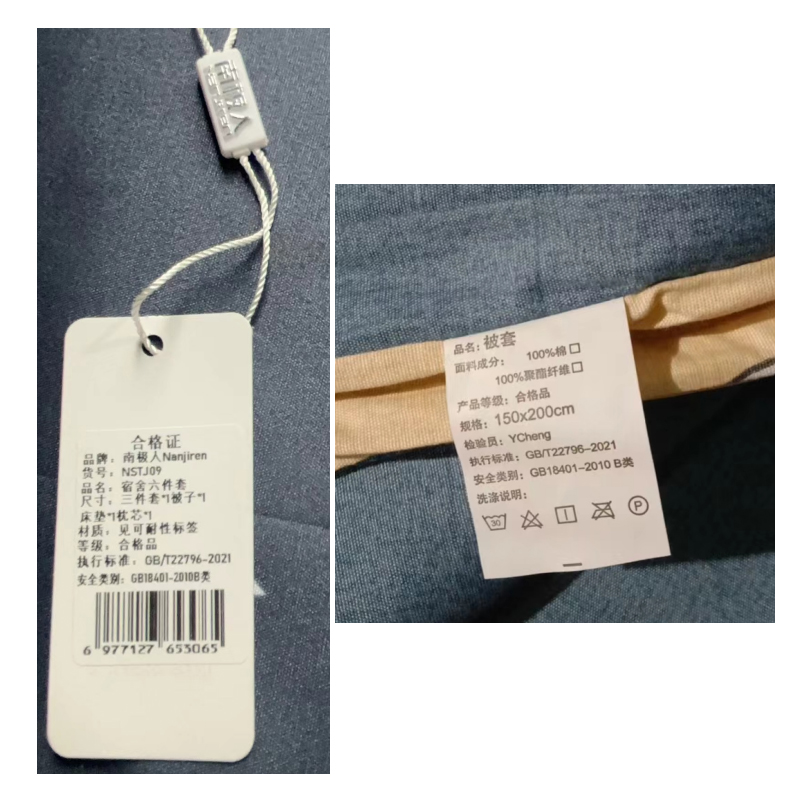 合格证
品牌：南极人Nanjiren
货号：NSTJ09
品名：宿舍六件套
尺寸：三件套*1被子*1
床垫*1枕芯*1
材质：见可耐性标签
等级：合格品
执行标准：GB/T22796-2021
安全类别：GB18401-2010B类
6 977127 653065
品名：被套
面料成分： 100%棉□
100%聚酯纤维□
产品等级：合格品
规格：150x200cm
检验员：YCheng
执行标准：GB/T22796-2021
安全类别：GB18401-2010 B类
洗涤说明：
30
P